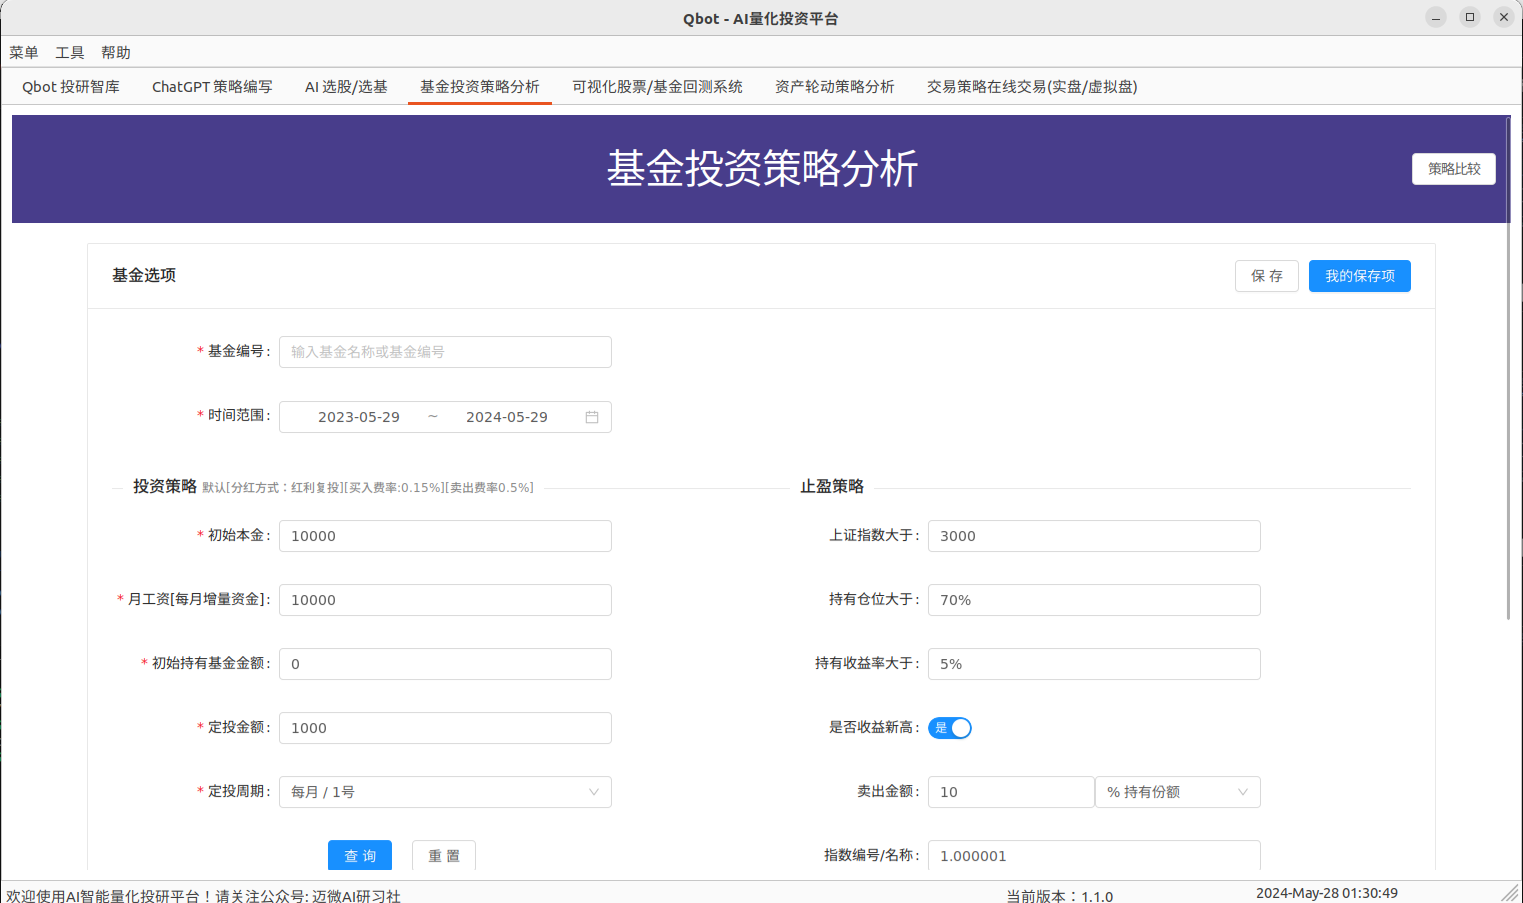 Qbot - AI量化投资平台
菜单 工具 帮助
Qbot 投研智库 ChatGPT 策略编写 AI 选股/选基 基金投资策略分析 可视化股票/基金回测系统 资产轮动策略分析 交易策略在线交易(实盘/虚拟盘)
基金投资策略分析
策略比较
基金选项
保 存 我的保存项
* 基金编号: 输入基金名称或基金编号
* 时间范围: 2023-05-29 ~ 2024-05-29
投资策略 默认[分红方式：红利复投][买入费率:0.15%][卖出费率0.5%] 止盈策略
* 初始本金: 10000 上证指数大于: 3000
* 月工资[每月增量资金]: 10000 持有仓位大于: 70%
* 初始持有基金金额: 0 持有收益率大于: 5%
* 定投金额: 1000 是否收益新高: 是
* 定投周期: 每月 / 1号 卖出金额: 10 % 持有份额
查 询 重 置 指数编号/名称: 1.000001
欢迎使用AI智能量化投研平台！请关注公众号: 迈微AI研习社 当前版本：1.1.0 2024-May-28 01:30:49